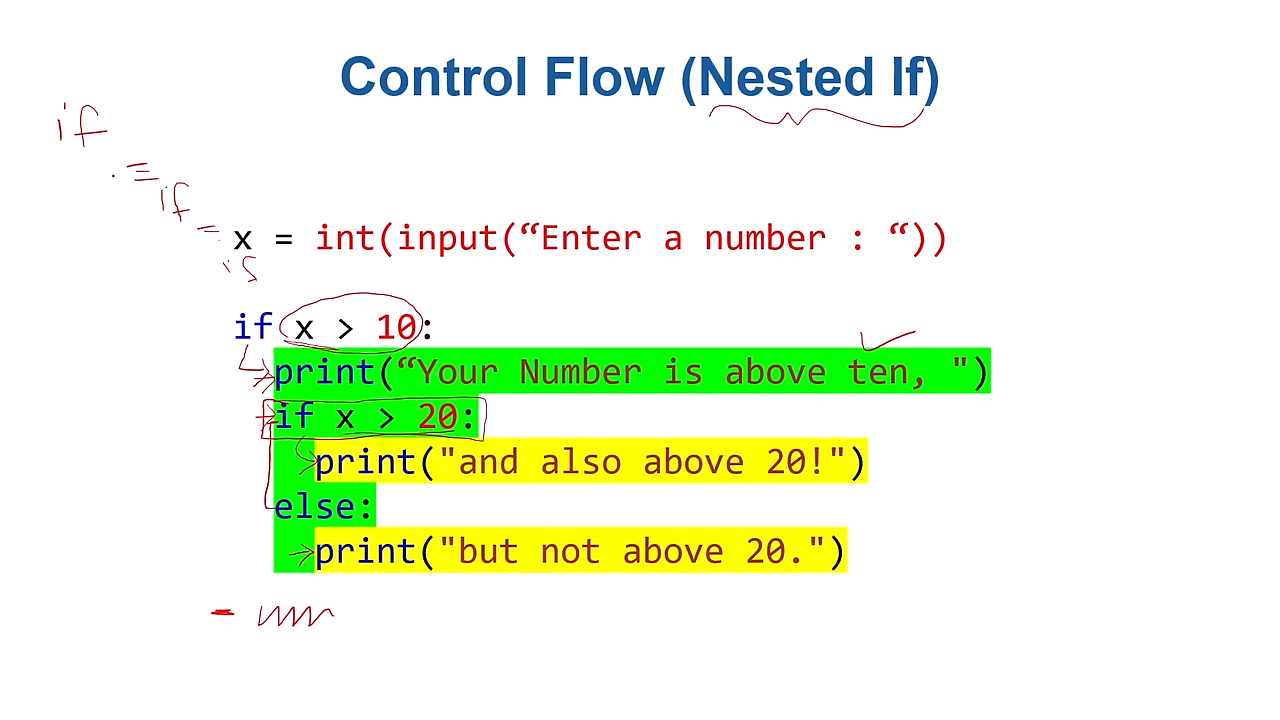 Control Flow (Nested If)
if
if
x = int(input(“Enter a number : “))
if
if x > 10:
print(“Your Number is above ten, ")
if x > 20:
print("and also above 20!")
else:
print("but not above 20.")